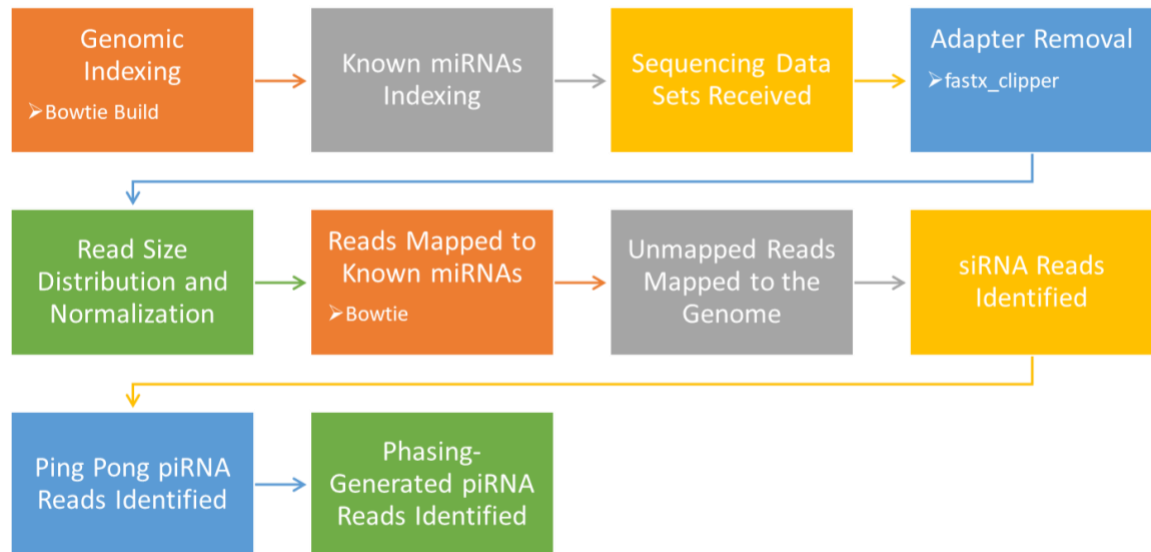 Genomic
Indexing
➢Bowtie Build
Known miRNAs
Indexing
Sequencing Data
Sets Received
Adapter Removal
➢fastx_clipper
Read Size
Distribution and
Normalization
Reads Mapped to
Known miRNAs
➢Bowtie
Unmapped Reads
Mapped to the
Genome
siRNA Reads
Identified
Ping Pong piRNA
Reads Identified
Phasing-
Generated piRNA
Reads Identified